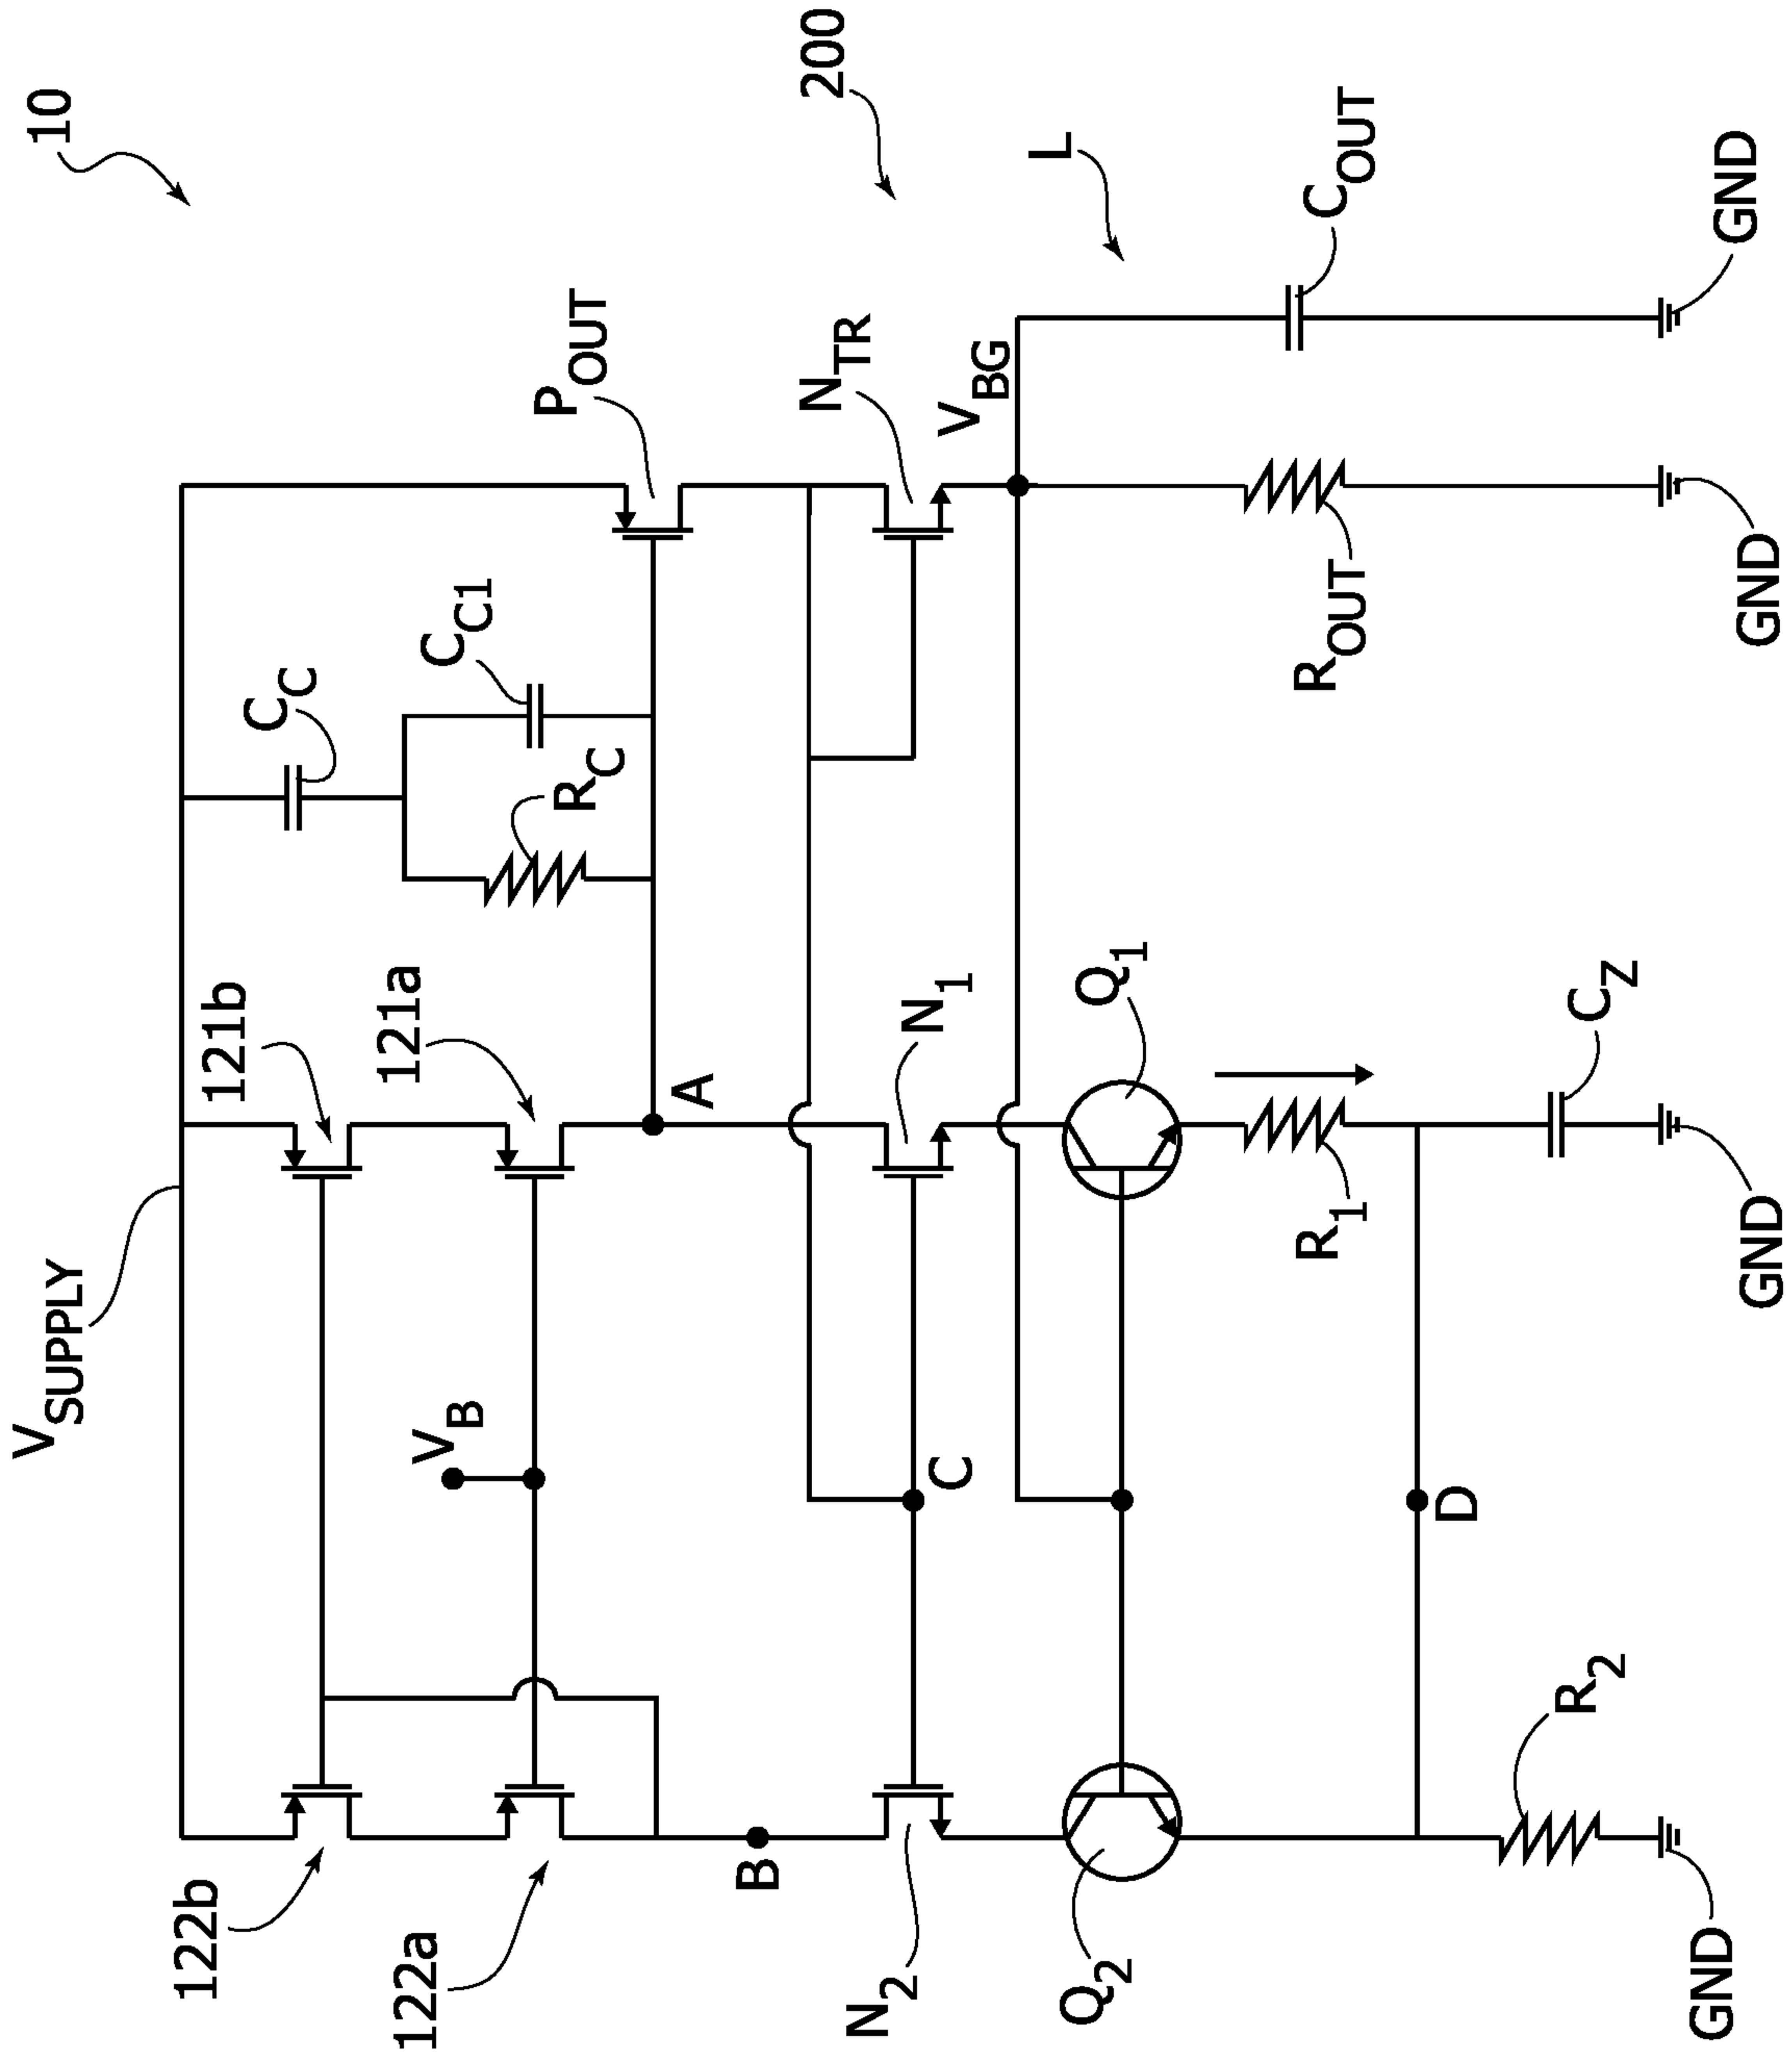 10
200
L
V_SUPPLY
122b
121b
122a
121a
V_B
C_C
C_C1
R_C
P_OUT
A
B
N_2
N_1
N_TR
C
V_BG
Q_2
Q_1
R_1
R_OUT
C_OUT
D
R_2
C_Z
GND
GND
GND
GND